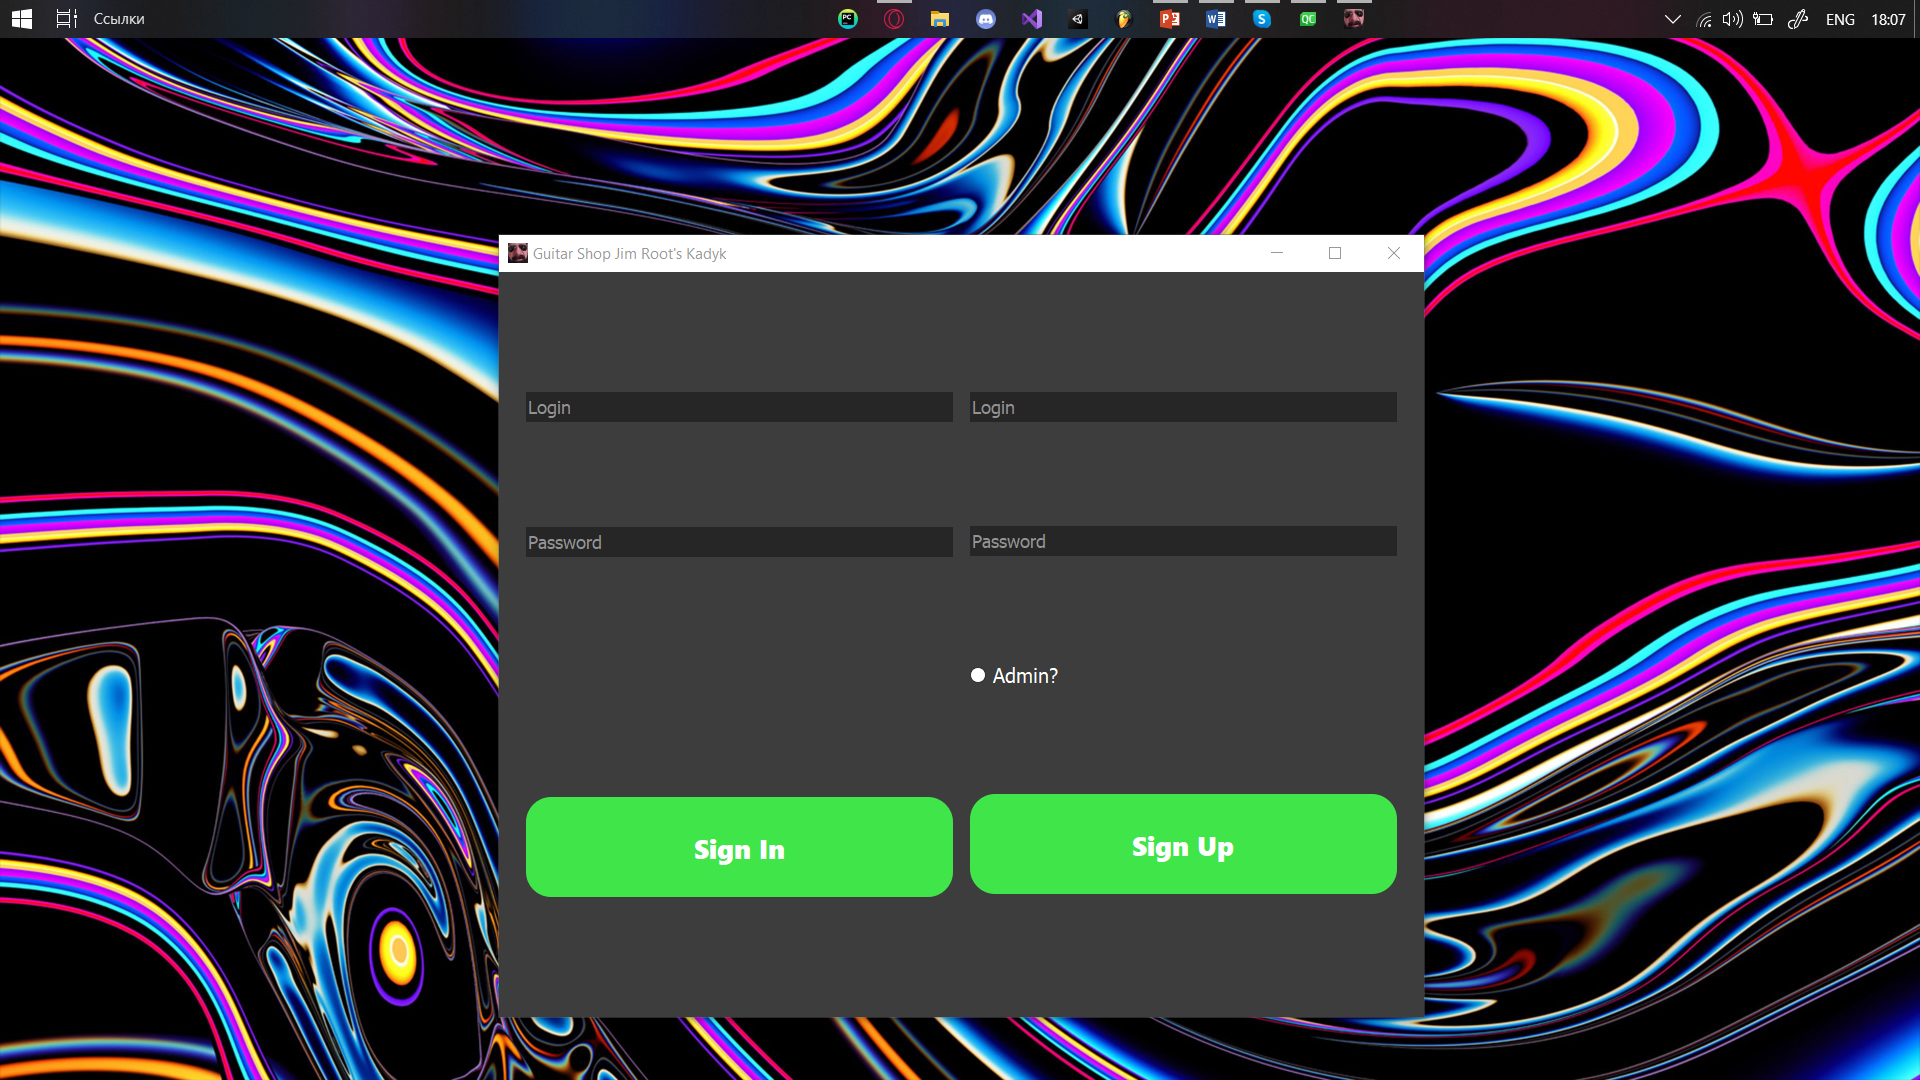 Ссылки
ENG 18:07
Guitar Shop Jim Root's Kadyk
Login Login
Password Password
Admin?
Sign In Sign Up